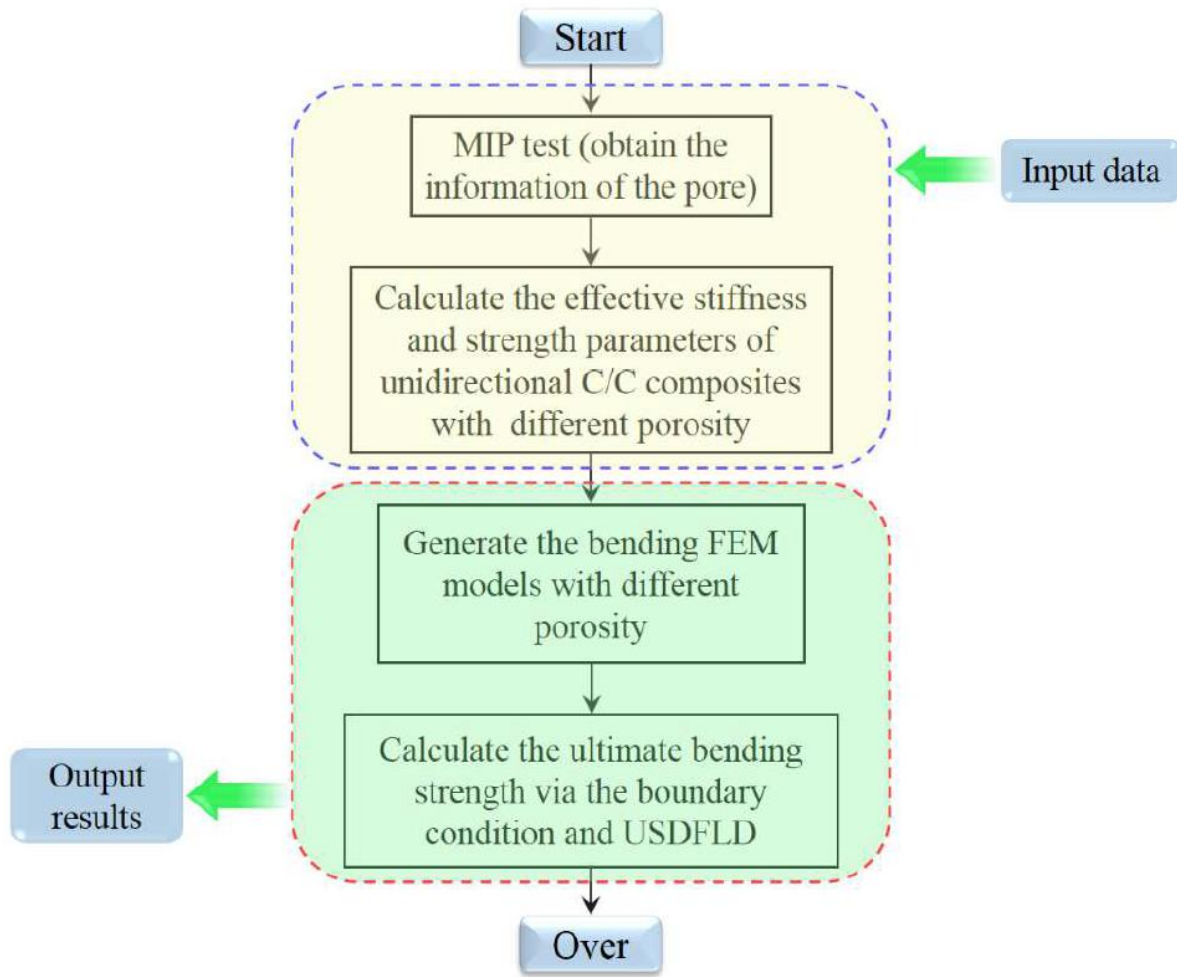 Start
MIP test (obtain the
information of the pore)
Input data
Calculate the effective stiffness
and strength parameters of
unidirectional C/C composites
with different porosity
Generate the bending FEM
models with different
porosity
Calculate the ultimate bending
strength via the boundary
condition and USDFLD
Output
results
Over